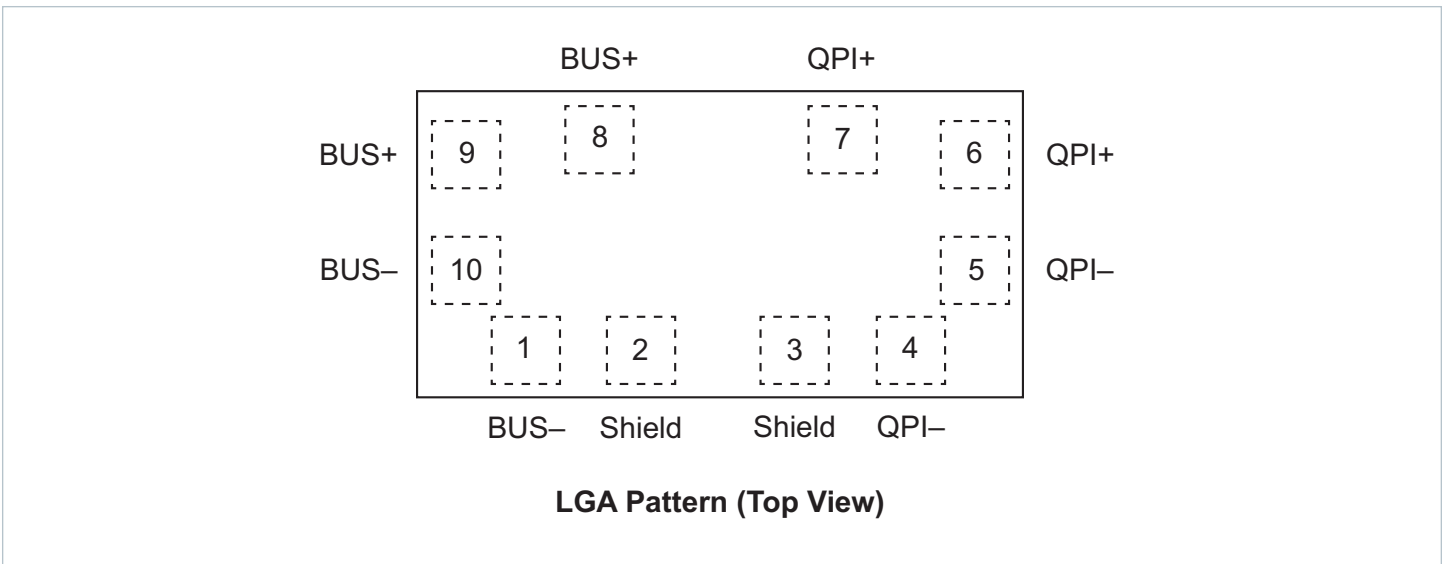 BUS+ QPI+
BUS+ 9 8 7 6 QPI+
BUS– 10 5 QPI–
1 2 3 4
BUS– Shield Shield QPI–
LGA Pattern (Top View)